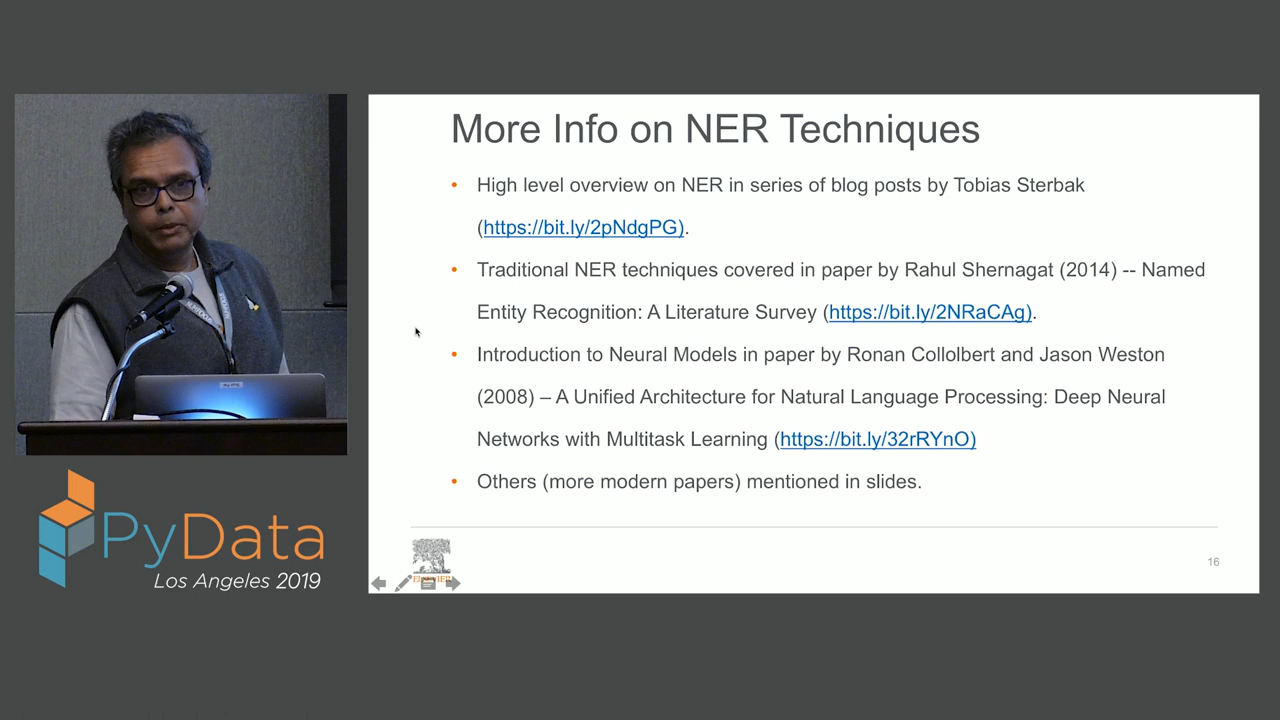 More Info on NER Techniques
• High level overview on NER in series of blog posts by Tobias Sterbak
(https://bit.ly/2pNdgPG).
• Traditional NER techniques covered in paper by Rahul Shernagat (2014) -- Named
Entity Recognition: A Literature Survey (https://bit.ly/2NRaCAg).
• Introduction to Neural Models in paper by Ronan Collolbert and Jason Weston
(2008) – A Unified Architecture for Natural Language Processing: Deep Neural
Networks with Multitask Learning (https://bit.ly/32rRYnO)
• Others (more modern papers) mentioned in slides.
16
PyData
Los Angeles 2019